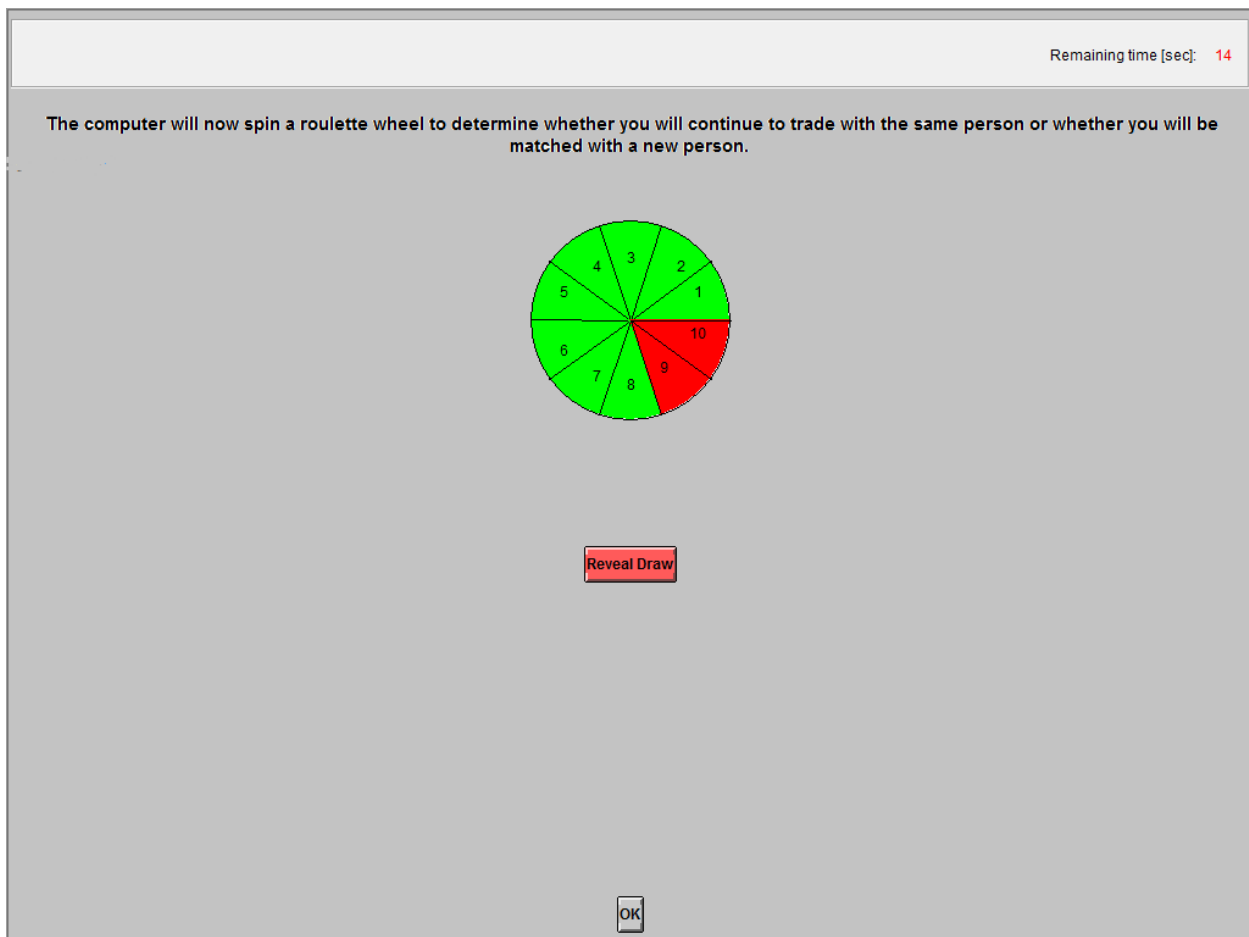 Remaining time [sec]: 14
The computer will now spin a roulette wheel to determine whether you will continue to trade with the same person or whether you will be
matched with a new person.
3
4
2
5
1
10
6
9
7
8
Reveal Draw
OK